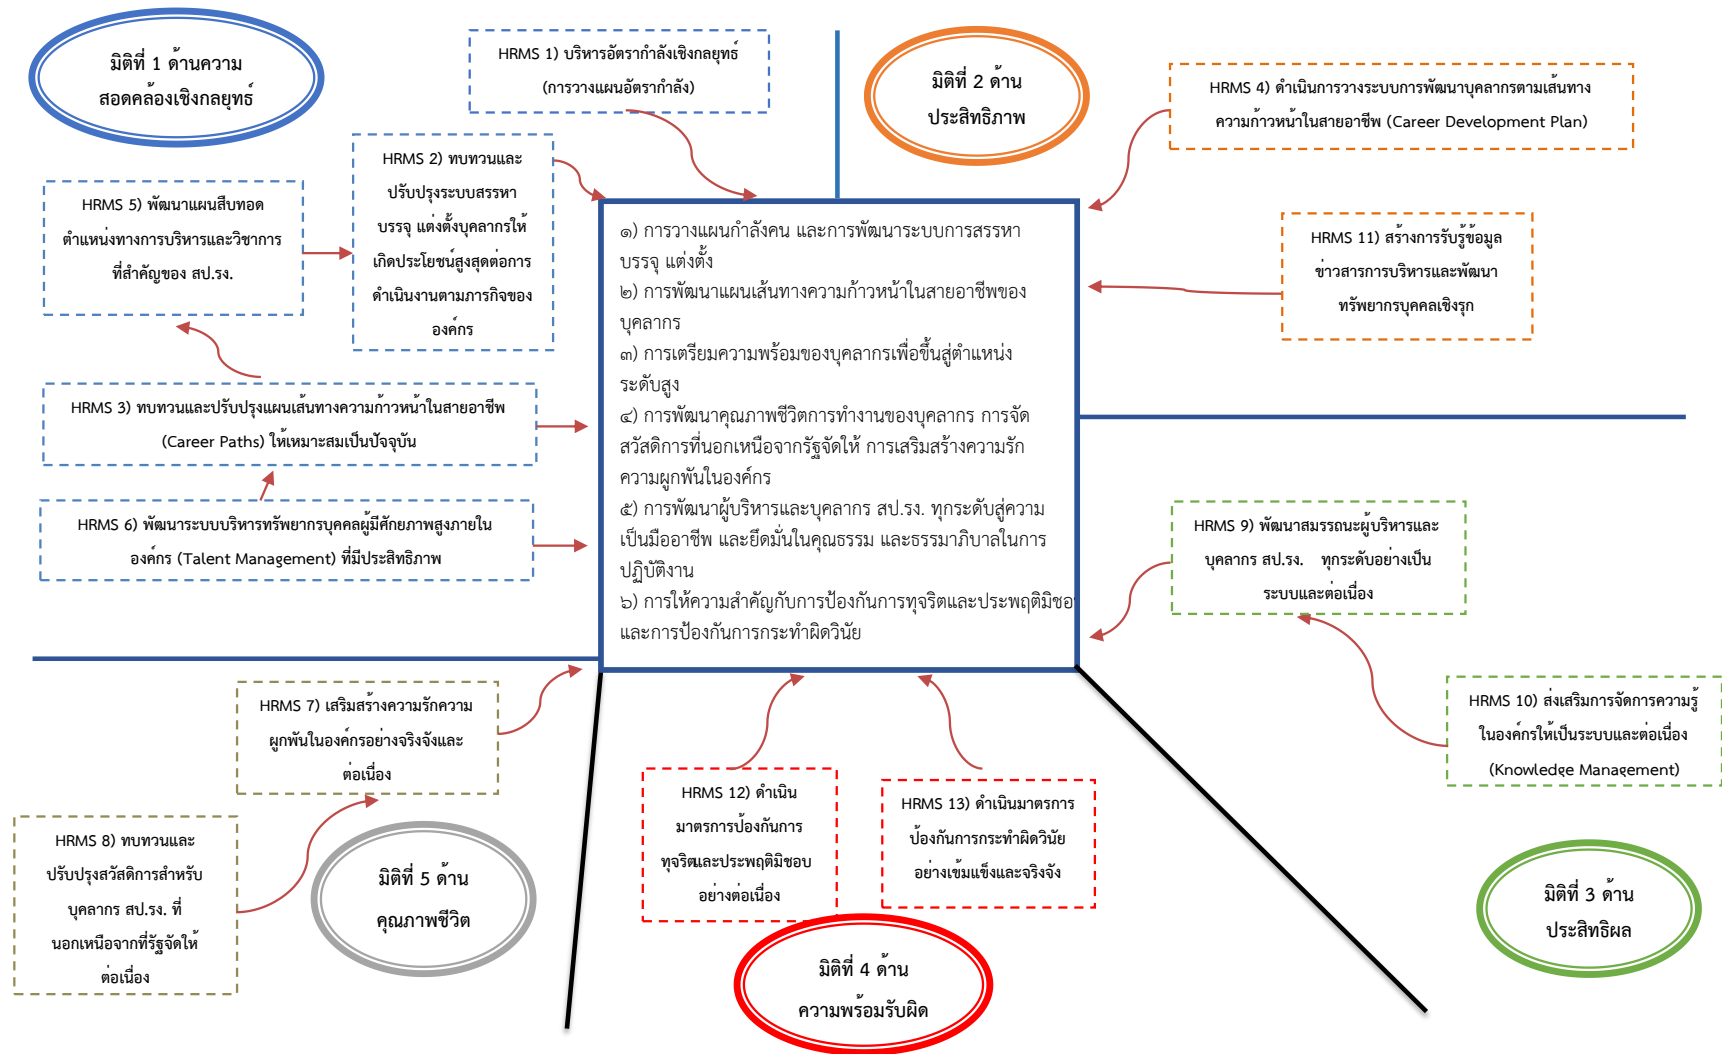 มิติที่ 1 ด้านความ
สอดคล้องเชิงกลยุทธ์
HRMS 1) บริหารอัตรากำลังเชิงกลยุทธ์
(การวางแผนอัตรากำลัง)
มิติที่ 2 ด้าน
ประสิทธิภาพ
HRMS 4) ดำเนินการวางระบบการพัฒนาบุคลากรตามเส้นทาง
ความก้าวหน้าในสายอาชีพ (Career Development Plan)
HRMS 2) ทบทวนและ
ปรับปรุงระบบสรรหา
บรรจุ แต่งตั้งบุคลากรให้
เกิดประโยชน์สูงสุดต่อการ
ดำเนินงานตามภารกิจของ
องค์กร
HRMS 5) พัฒนาแผนสืบทอด
ตำแหน่งทางการบริหารและวิชาการ
ที่สำคัญของ สป.รง.
HRMS 11) สร้างการรับรู้ข้อมูล
ข่าวสารการบริหารและพัฒนา
ทรัพยากรบุคคลเชิงรุก
๑) การวางแผนกำลังคน และการพัฒนาระบบการสรรหา
บรรจุ แต่งตั้ง
๒) การพัฒนาแผนเส้นทางความก้าวหน้าในสายอาชีพของ
บุคลากร
๓) การเตรียมความพร้อมของบุคลากรเพื่อขึ้นสู่ตำแหน่ง
ระดับสูง
๔) การพัฒนาคุณภาพชีวิตการทำงานของบุคลากร การจัด
สวัสดิการที่นอกเหนือจากรัฐจัดให้ การเสริมสร้างความรัก
ความผูกพันในองค์กร
๕) การพัฒนาผู้บริหารและบุคลากร สป.รง. ทุกระดับสู่ความ
เป็นมืออาชีพ และยึดมั่นในคุณธรรม และธรรมาภิบาลในการ
ปฏิบัติงาน
๖) การให้ความสำคัญกับการป้องกันการทุจริตและประพฤติมิชอ
และการป้องกันการกระทำผิดวินัย
HRMS 3) ทบทวนและปรับปรุงแผนเส้นทางความก้าวหน้าในสายอาชีพ
(Career Paths) ให้เหมาะสมเป็นปัจจุบัน
HRMS 6) พัฒนาระบบบริหารทรัพยากรบุคคลผู้มีศักยภาพสูงภายใน
องค์กร (Talent Management) ที่มีประสิทธิภาพ
HRMS 9) พัฒนาสมรรถนะผู้บริหารและ
บุคลากร สป.รง. ทุกระดับอย่างเป็น
ระบบและต่อเนื่อง
HRMS 7) เสริมสร้างความรักความ
ผูกพันในองค์กรอย่างจริงจังและ
ต่อเนื่อง
HRMS 10) ส่งเสริมการจัดการความรู้
ในองค์กรให้เป็นระบบและต่อเนื่อง
(Knowledge Management)
HRMS 12) ดำเนิน
มาตรการป้องกันการ
ทุจริตและประพฤติมิชอบ
อย่างต่อเนื่อง
HRMS 13) ดำเนินมาตรการ
ป้องกันการกระทำผิดวินัย
อย่างเข้มแข็งและจริงจัง
HRMS 8) ทบทวนและ
ปรับปรุงสวัสดิการสำหรับ
บุคลากร สป.รง. ที่
นอกเหนือจากที่รัฐจัดให้
ต่อเนื่อง
มิติที่ 5 ด้าน
คุณภาพชีวิต
มิติที่ 3 ด้าน
ประสิทธิผล
มิติที่ 4 ด้าน
ความพร้อมรับผิด